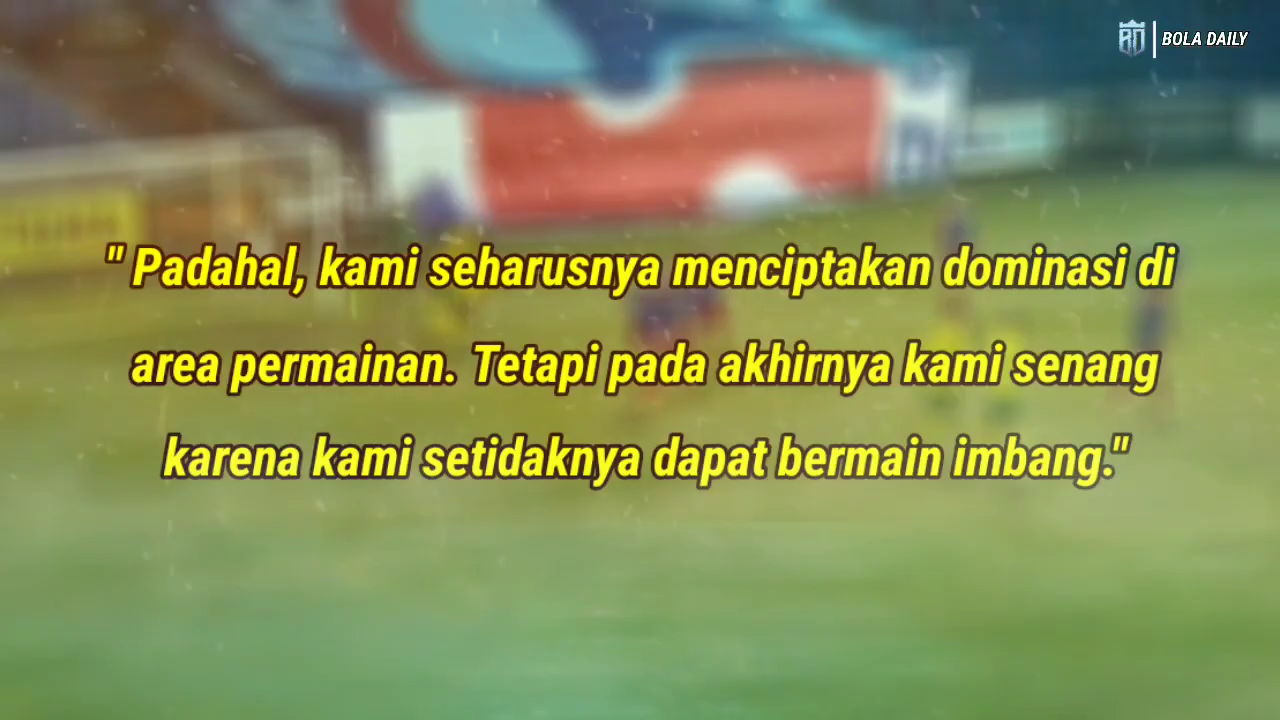 BOLA DAILY
" Padahal, kami seharusnya menciptakan dominasi di
area permainan. Tetapi pada akhirnya kami senang
karena kami setidaknya dapat bermain imbang."